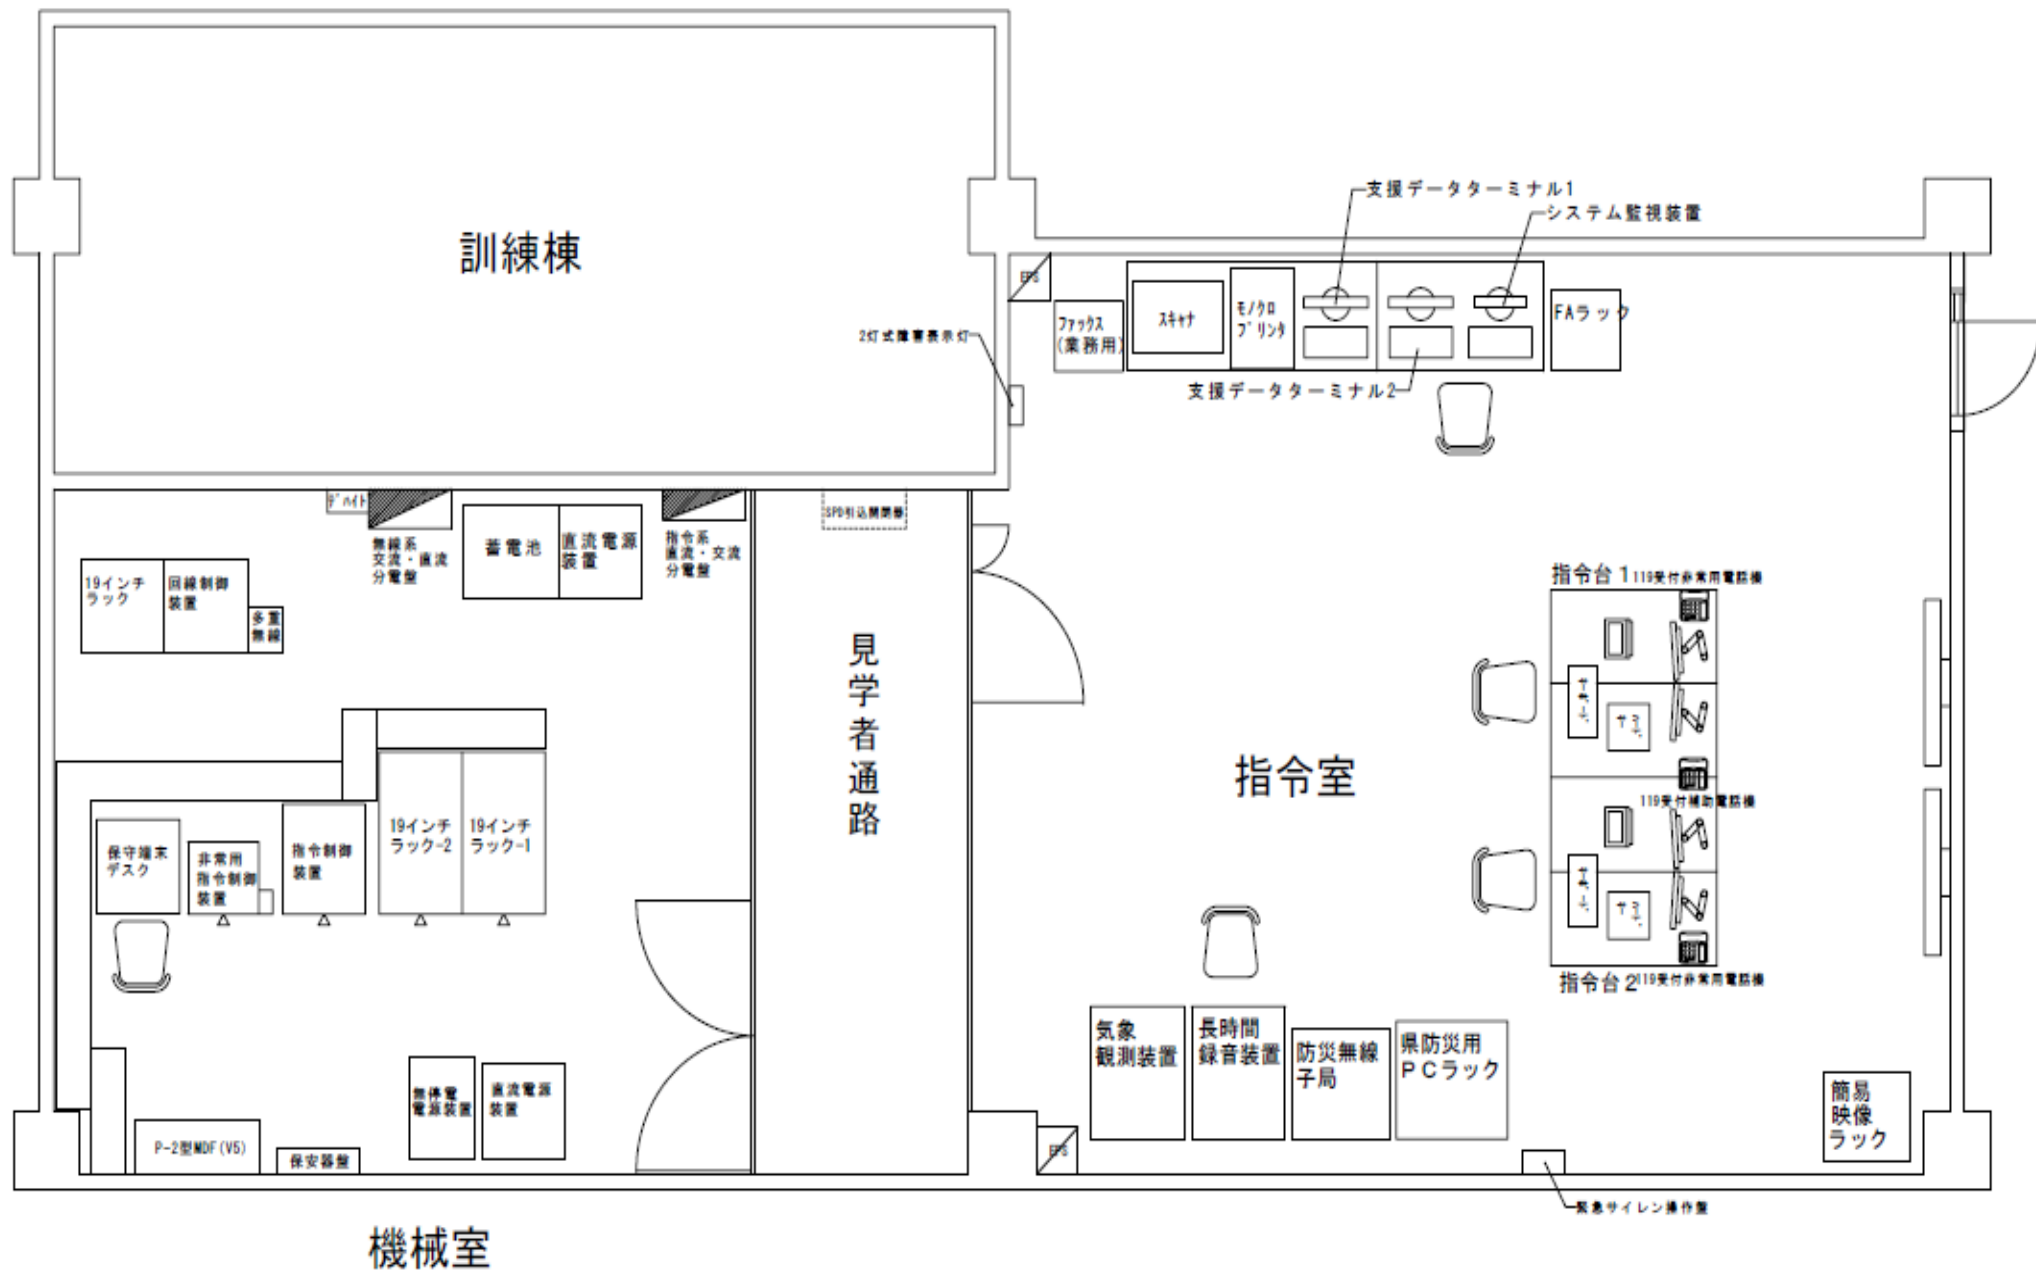 支援データターミナル1
システム監視装置
訓練棟
EPS
ファックス
(業務用)
スキャナ
モノクロ
プリンタ
FAラック
2灯式障害表示灯
支援データターミナル2
無線系
交流・直流
分電盤
蓄電池
直流電源
装置
指令系
直流・交流
分電盤
SPD引込開閉器
19インチ
ラック
回線制御
装置
多重
無線
見学者通路
指令台1
119受付非常用電話機
指令室
119受付補助電話機
指令台2
119受付非常用電話機
保守端末
デスク
非常用
指令制御
装置
指令制御
装置
19インチ
ラック-2
19インチ
ラック-1
気象
観測装置
長時間
録音装置
防災無線
子局
県防災用
PCラック
簡易
映像
ラック
無停電
電源装置
直流電源
装置
P-2型MDF(V5)
保安器盤
EPS
緊急サイレン操作盤
機械室